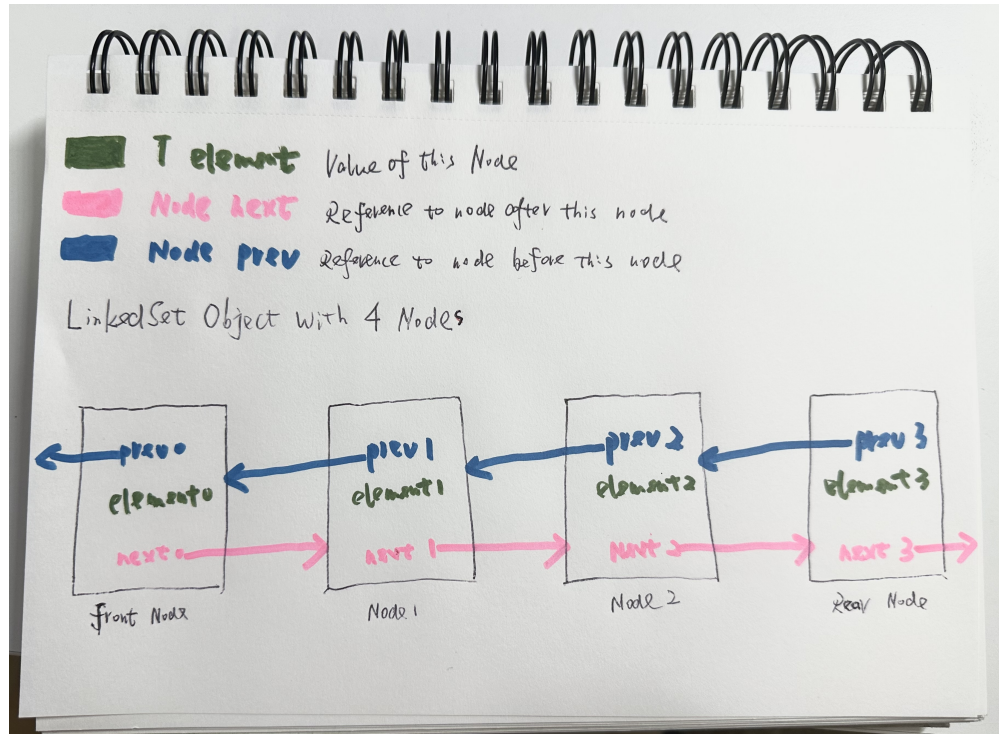 T element Value of this Node
Node next Reference to node after this node
Node prev Reference to node before this node
LinkedSet Object with 4 Nodes
prev0 prev1 prev2 prev3
element0 element1 element2 element3
next0 next1 next2 next3
front Node Node1 Node2 Rear Node